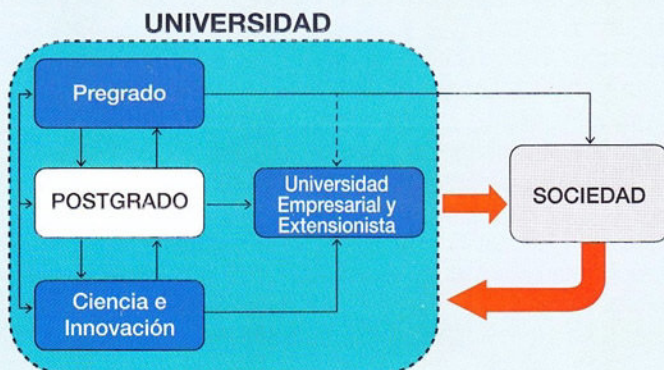 UNIVERSIDAD
Pregrado
POSTGRADO
Universidad
Empresarial y
Extensionista
SOCIEDAD
Ciencia e
Innovación